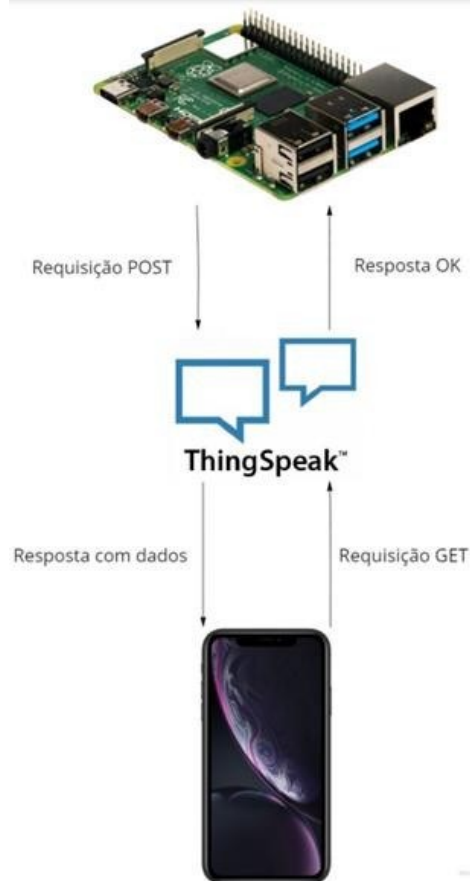 Requisição POST
Resposta OK
ThingSpeak™
Resposta com dados
Requisição GET